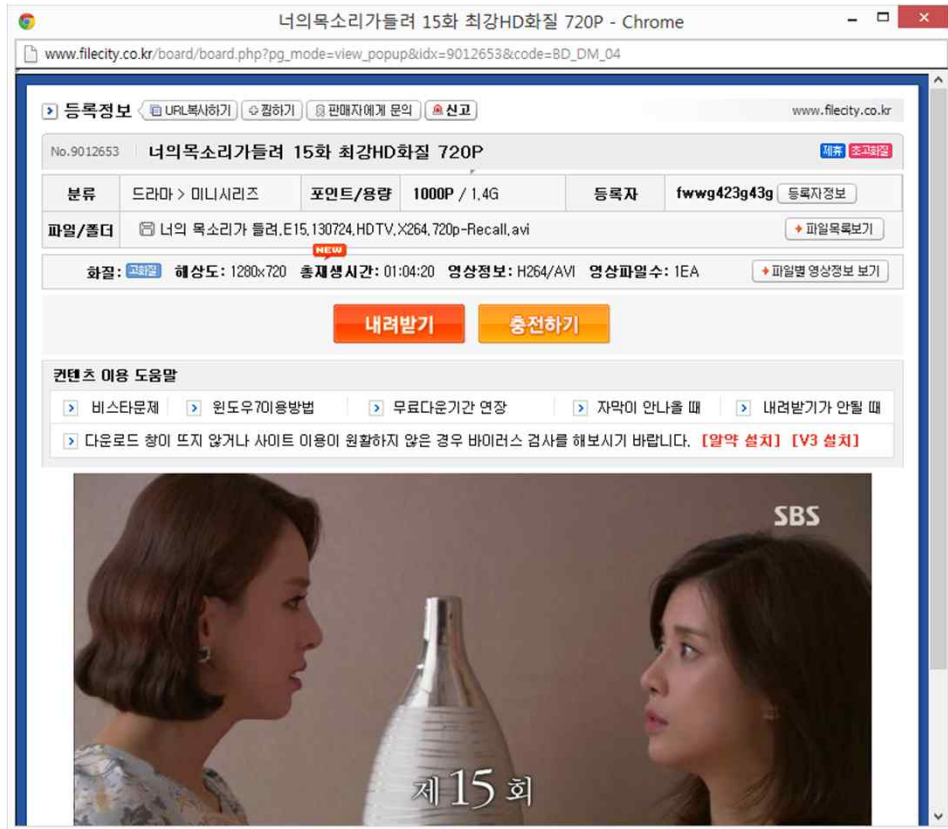 너의목소리가들려 15화 최강HD화질 720P - Chrome
www.filecity.co.kr/board/board.php?pg_mode=view_popup&idx=9012653&code=BD_DM_04
등록정보 URL복사하기 찜하기 판매자에게 문의 신고 www.filecity.co.kr
No.9012653 너의목소리가들려 15화 최강HD화질 720P 제휴 초고화질
분류 드라마 > 미니시리즈 포인트/용량 1000P / 1.4G 등록자 fwwg423g43g 등록자정보
파일/폴더 너의 목소리가 들려.E15.130724.HDTV.X264.720p-Recall.avi 파일목록보기
NEW
화질: 고화질 해상도: 1280x720 총재생시간: 01:04:20 영상정보: H264/AVI 영상파일수: 1EA 파일별 영상정보 보기
내려받기 충전하기
컨텐츠 이용 도움말
비스타문제 윈도우7이용방법 무료다운기간 연장 자막이 안나올 때 내려받기가 안될 때
다운로드 창이 뜨지 않거나 사이트 이용이 원활하지 않은 경우 바이러스 검사를 해보시기 바랍니다. [알약 설치] [V3 설치]
SBS
제15회